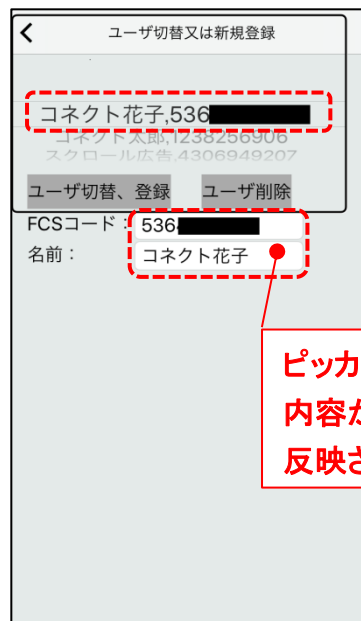 ユーザ切替又は新規登録
コネクト花子,536
コネクト太郎,1238256906
スクロール広告,4306949207
ユーザ切替、登録 ユーザ削除
FCSコード： 536
名前： コネクト花子
ピッカ
内容が
反映さ